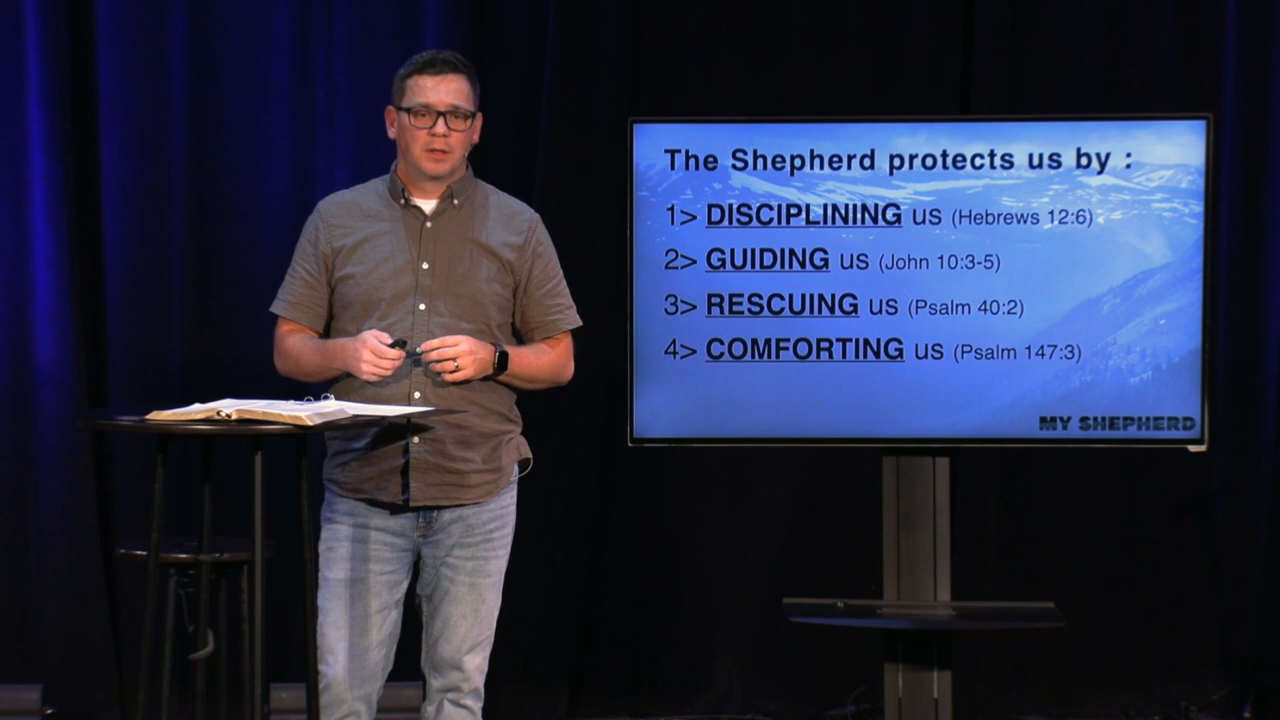 The Shepherd protects us by :
1> DISCIPLINING us (Hebrews 12:6)
2> GUIDING us (John 10:3-5)
3> RESCUING us (Psalm 40:2)
4> COMFORTING us (Psalm 147:3)
MY SHEPHERD